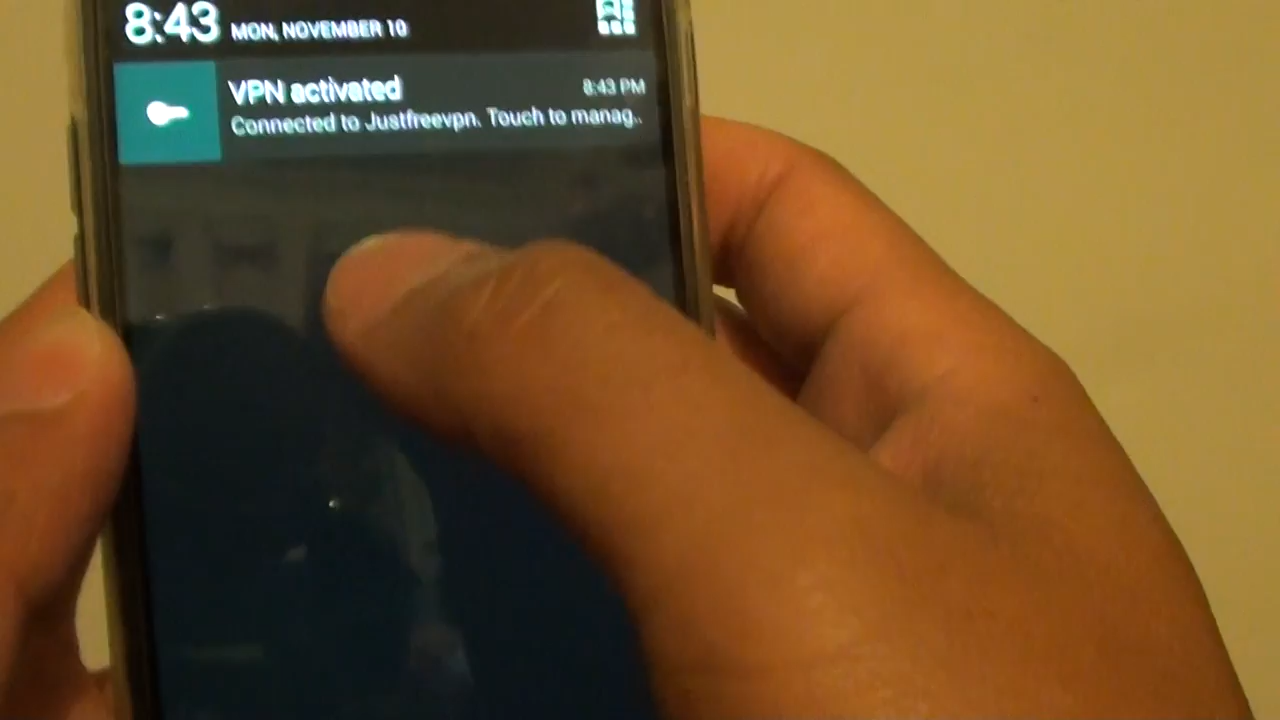 8:43 MON, NOVEMBER 10
VPN activated 8:43 PM
Connected to Justfreevpn. Touch to manag..